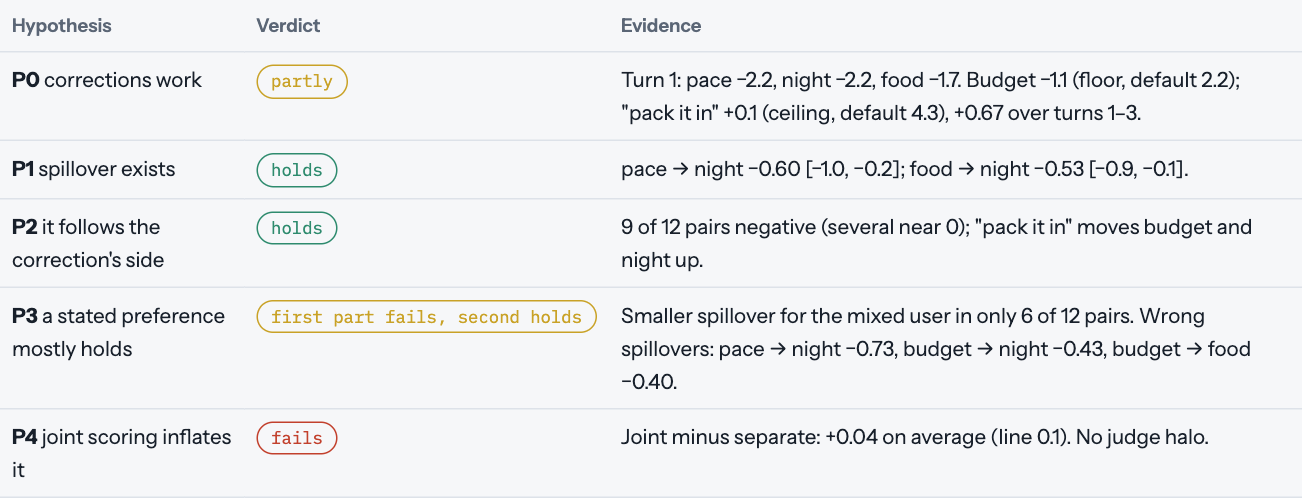 Hypothesis Verdict Evidence
P0 corrections work partly Turn 1: pace −2.2, night −2.2, food −1.7. Budget −1.1 (floor, default 2.2);
"pack it in" +0.1 (ceiling, default 4.3), +0.67 over turns 1–3.
P1 spillover exists holds pace → night −0.60 [−1.0, −0.2]; food → night −0.53 [−0.9, −0.1].
P2 it follows the holds 9 of 12 pairs negative (several near 0); "pack it in" moves budget and
correction's side night up.
P3 a stated preference first part fails, second holds Smaller spillover for the mixed user in only 6 of 12 pairs. Wrong
mostly holds spillovers: pace → night −0.73, budget → night −0.43, budget → food
−0.40.
P4 joint scoring inflates fails Joint minus separate: +0.04 on average (line 0.1). No judge halo.
it